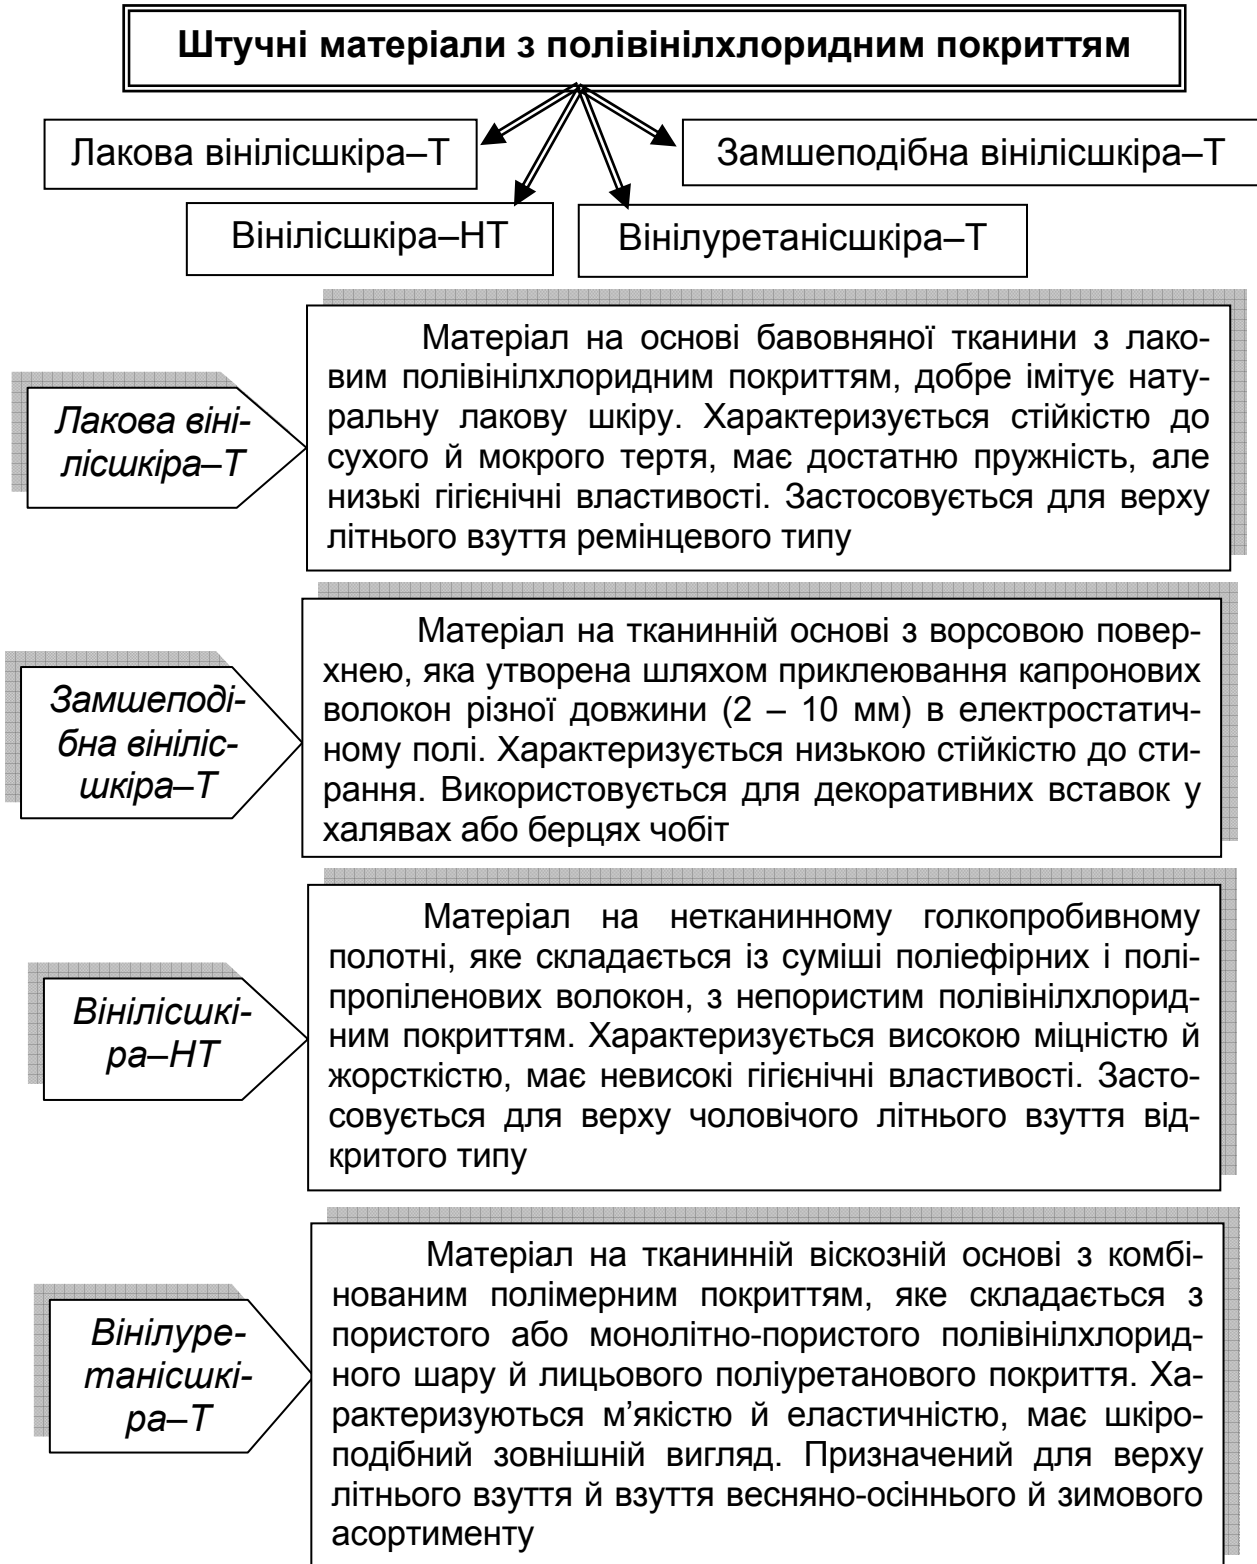 Штучні матеріали з полівінілхлоридним покриттям
Лакова вінілісшкіра–Т
Замшеподібна вінілісшкіра–Т
Вінілісшкіра–НТ
Вінілуретанісшкіра–Т
Лакова віні-
лісшкіра–Т
Матеріал на основі бавовняної тканини з лако-
вим полівінілхлоридним покриттям, добре імітує нату-
ральну лакову шкіру. Характеризується стійкістю до
сухого й мокрого тертя, має достатню пружність, але
низькі гігієнічні властивості. Застосовується для верху
літнього взуття ремінцевого типу
Замшеподі-
бна вініліс-
шкіра–Т
Матеріал на тканинній основі з ворсовою повер-
хнею, яка утворена шляхом приклеювання капронових
волокон різної довжини (2 – 10 мм) в електростатич-
ному полі. Характеризується низькою стійкістю до сти-
рання. Використовується для декоративних вставок у
халявах або берцях чобіт
Вінілісшкі-
ра–НТ
Матеріал на нетканинному голкопробивному
полотні, яке складається із суміші поліефірних і полі-
пропіленових волокон, з непористим полівінілхлорид-
ним покриттям. Характеризується високою міцністю й
жорсткістю, має невисокі гігієнічні властивості. Засто-
совується для верху чоловічого літнього взуття від-
критого типу
Вінілуре-
танісшкі-
ра–Т
Матеріал на тканинній віскозній основі з комбі-
нованим полімерним покриттям, яке складається з
пористого або монолітно-пористого полівінілхлорид-
ного шару й лицьового поліуретанового покриття. Ха-
рактеризуються м’якістю й еластичністю, має шкіро-
подібний зовнішній вигляд. Призначений для верху
літнього взуття й взуття весняно-осіннього й зимового
асортименту